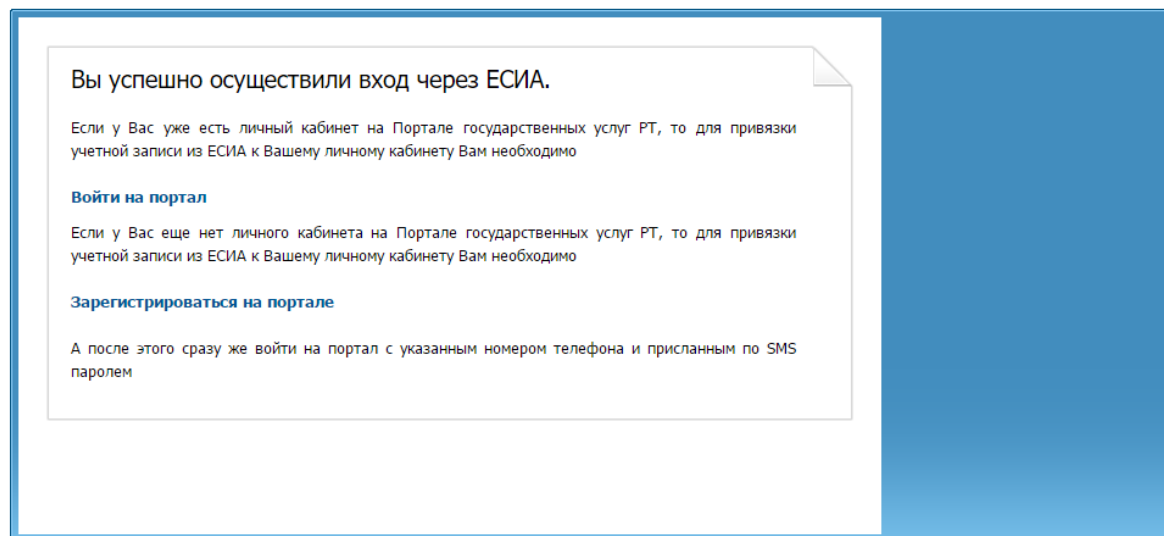 Вы успешно осуществили вход через ЕСИА.
Если у Вас уже есть личный кабинет на Портале государственных услуг РТ, то для привязки
учетной записи из ЕСИА к Вашему личному кабинету Вам необходимо
Войти на портал
Если у Вас еще нет личного кабинета на Портале государственных услуг РТ, то для привязки
учетной записи из ЕСИА к Вашему личному кабинету Вам необходимо
Зарегистрироваться на портале
А после этого сразу же войти на портал с указанным номером телефона и присланным по SMS
паролем